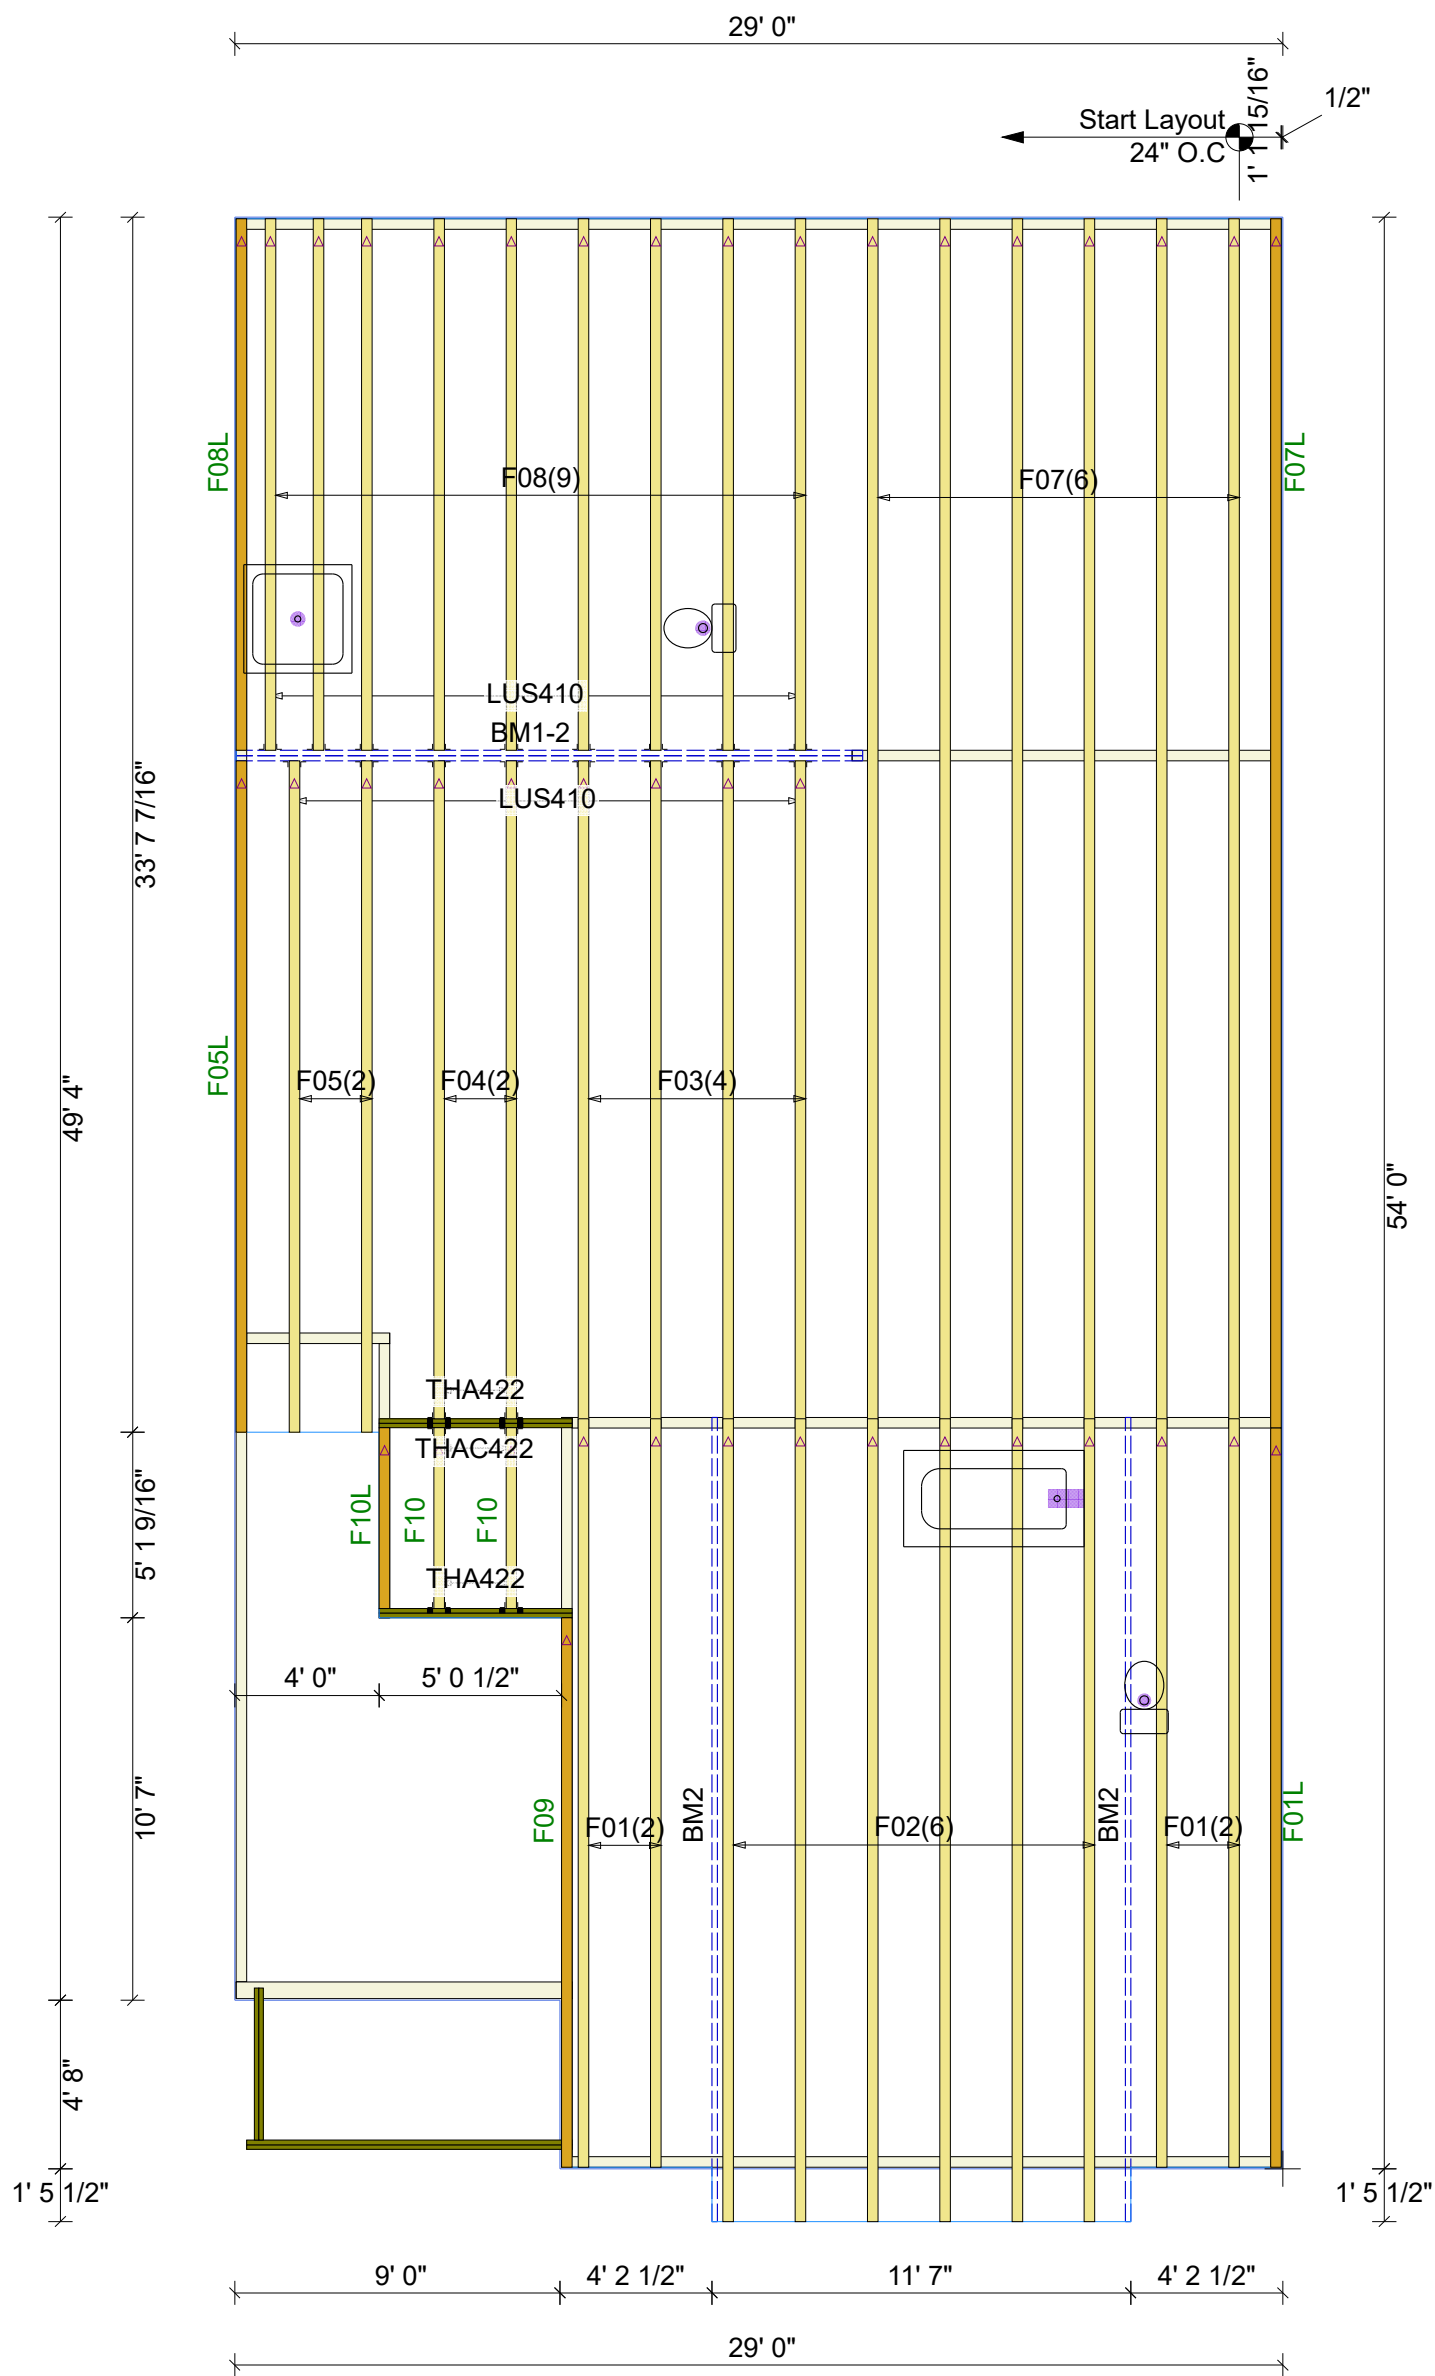 29' 0"
1/2"
1' 1 15/16"
Start Layout
24" O.C
F08L
F08(9)
F07(6)
F07L
LUS410
BM1-2
LUS410
33' 7 7/16"
F05L
F05(2)
F04(2)
F03(4)
49' 4"
54' 0"
THA422
THAC422
F10L
F10
F10
5' 1 9/16"
THA422
4' 0"
5' 0 1/2"
10' 7"
F09
F01(2)
BM2
F02(6)
BM2
F01(2)
F01L
4' 8"
1' 5 1/2"
1' 5 1/2"
9' 0"
4' 2 1/2"
11' 7"
4' 2 1/2"
29' 0"